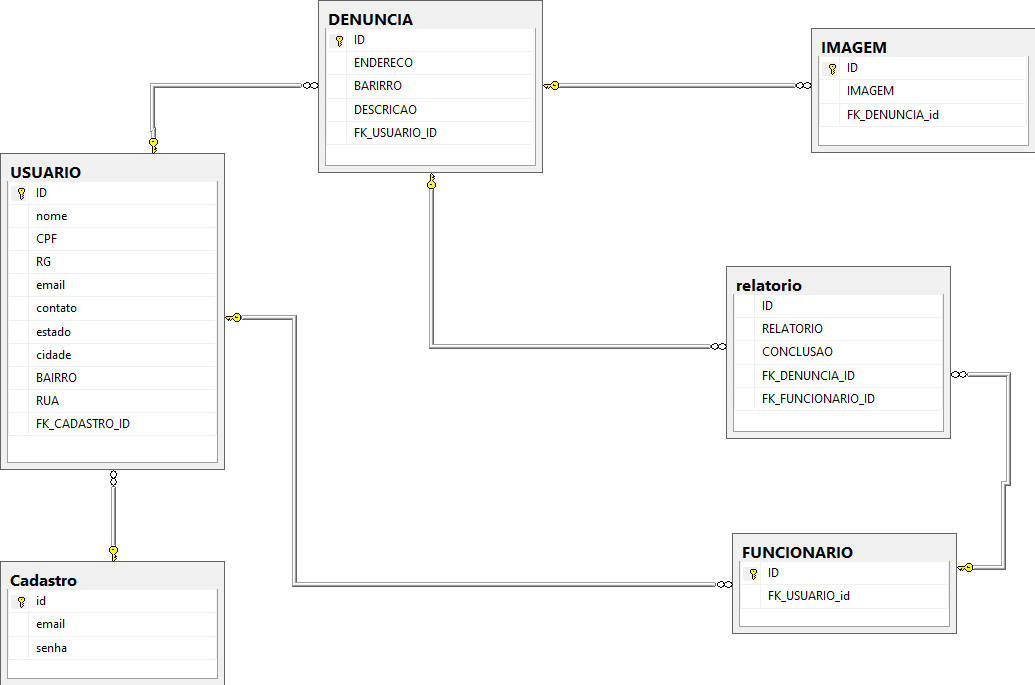 DENUNCIA
ID
ENDERECO
BARIRRO
DESCRICAO
FK_USUARIO_ID
IMAGEM
ID
IMAGEM
FK_DENUNCIA_id
USUARIO
ID
nome
CPF
RG
email
contato
estado
cidade
BAIRRO
RUA
FK_CADASTRO_ID
relatorio
ID
RELATORIO
CONCLUSAO
FK_DENUNCIA_ID
FK_FUNCIONARIO_ID
Cadastro
id
email
senha
FUNCIONARIO
ID
FK_USUARIO_id